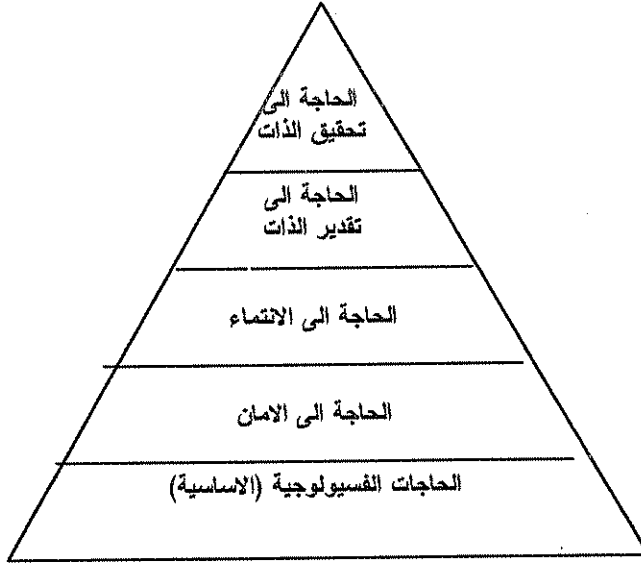 الحاجة الى
تحقيق الذات
الحاجة الى
تقدير الذات
الحاجة الى الانتماء
الحاجة الى الامان
الحاجات الفسيولوجية (الاساسية)